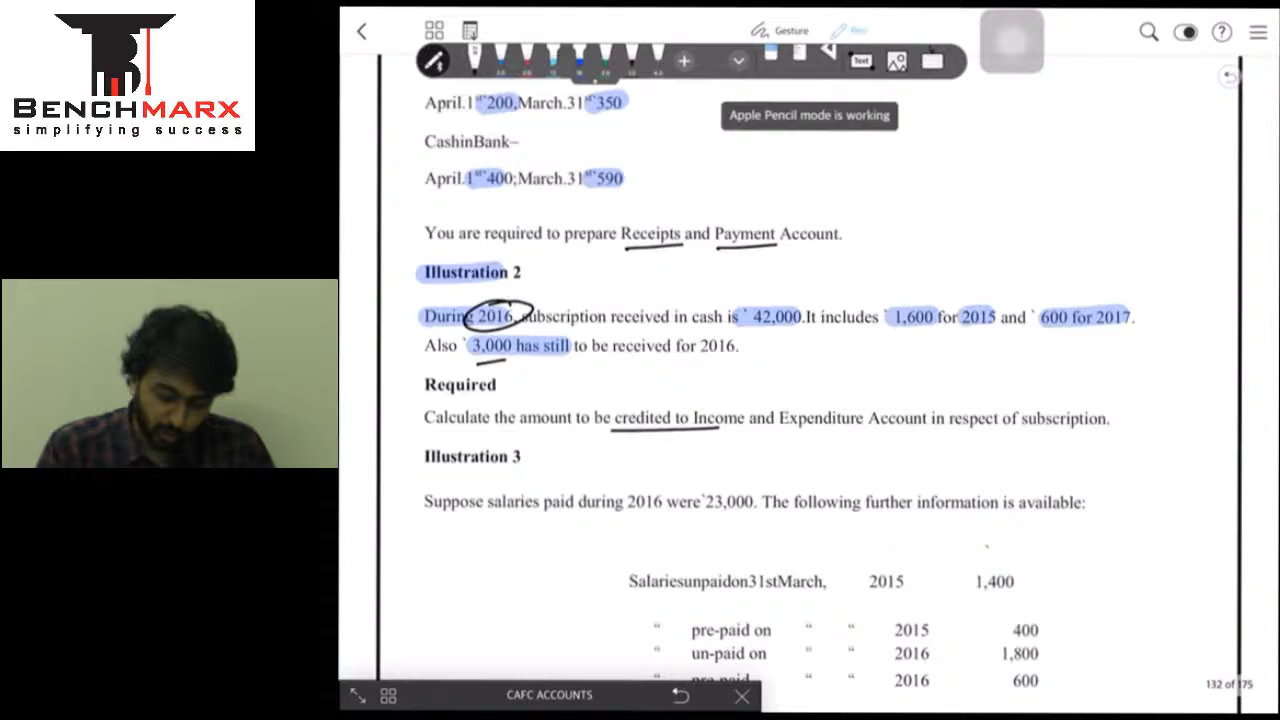 BENCHMARX
simplifying success
Gesture
Pen
Text
Apple Pencil mode is working
April.1st`200,March.31st`350
CashinBank–
April.1st`400;March.31st`590
You are required to prepare Receipts and Payment Account.
Illustration 2
During 2016, subscription received in cash is ` 42,000.It includes ` 1,600 for 2015 and ` 600 for 2017.
Also ` 3,000 has still to be received for 2016.
Required
Calculate the amount to be credited to Income and Expenditure Account in respect of subscription.
Illustration 3
Suppose salaries paid during 2016 were`23,000. The following further information is available:
`
Salariesunpaidon31stMarch, 2015 1,400
“ pre-paid on “ “ 2015 400
“ un-paid on “ “ 2016 1,800
“ pre-paid “ “ 2016 600
CAFC ACCOUNTS
132 of 175